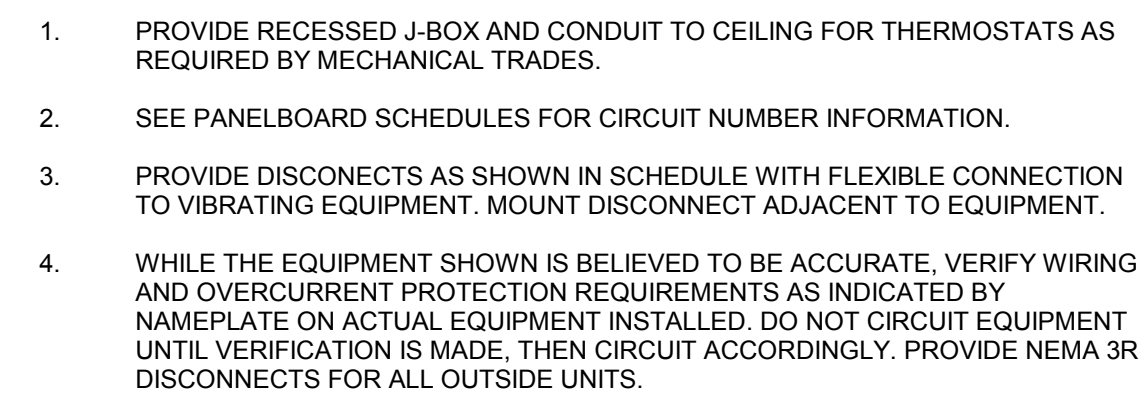 1. PROVIDE RECESSED J-BOX AND CONDUIT TO CEILING FOR THERMOSTATS AS
REQUIRED BY MECHANICAL TRADES.
2. SEE PANELBOARD SCHEDULES FOR CIRCUIT NUMBER INFORMATION.
3. PROVIDE DISCONECTS AS SHOWN IN SCHEDULE WITH FLEXIBLE CONNECTION
TO VIBRATING EQUIPMENT. MOUNT DISCONNECT ADJACENT TO EQUIPMENT.
4. WHILE THE EQUIPMENT SHOWN IS BELIEVED TO BE ACCURATE, VERIFY WIRING
AND OVERCURRENT PROTECTION REQUIREMENTS AS INDICATED BY
NAMEPLATE ON ACTUAL EQUIPMENT INSTALLED. DO NOT CIRCUIT EQUIPMENT
UNTIL VERIFICATION IS MADE, THEN CIRCUIT ACCORDINGLY. PROVIDE NEMA 3R
DISCONNECTS FOR ALL OUTSIDE UNITS.